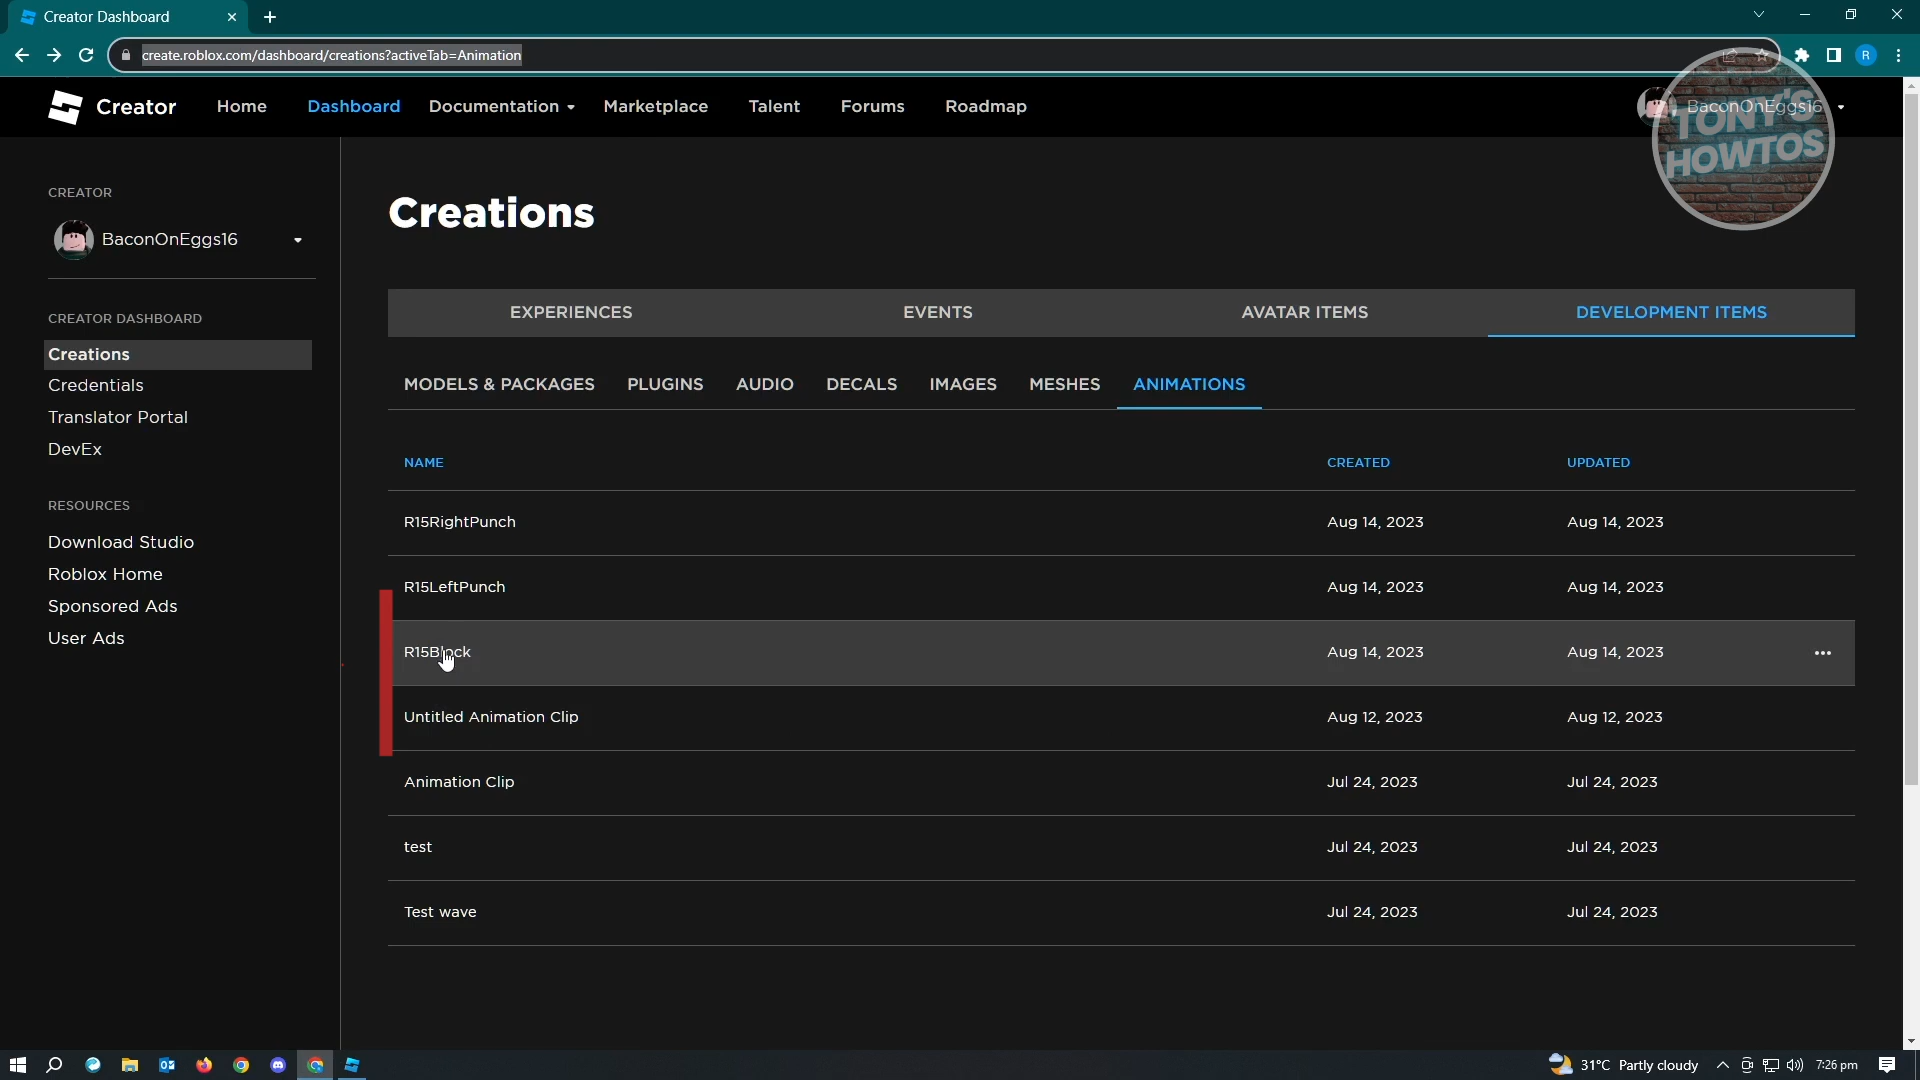 Creator Dashboard
create.roblox.com/dashboard/creations?activeTab=Animation
R
Creator
Home
Dashboard
Documentation
Marketplace
Talent
Forums
Roadmap
BaconOnEggs16
TONY'S
HOWTOS
CREATOR
BaconOnEggs16
CREATOR DASHBOARD
Creations
Credentials
Translator Portal
DevEx
RESOURCES
Download Studio
Roblox Home
Sponsored Ads
User Ads
Creations
EXPERIENCES
EVENTS
AVATAR ITEMS
DEVELOPMENT ITEMS
MODELS & PACKAGES
PLUGINS
AUDIO
DECALS
IMAGES
MESHES
ANIMATIONS
NAME CREATED UPDATED
R15RightPunch Aug 14, 2023 Aug 14, 2023
R15LeftPunch Aug 14, 2023 Aug 14, 2023
R15Block Aug 14, 2023 Aug 14, 2023
Untitled Animation Clip Aug 12, 2023 Aug 12, 2023
Animation Clip Jul 24, 2023 Jul 24, 2023
test Jul 24, 2023 Jul 24, 2023
Test wave Jul 24, 2023 Jul 24, 2023
31°C Partly cloudy
7:26 pm